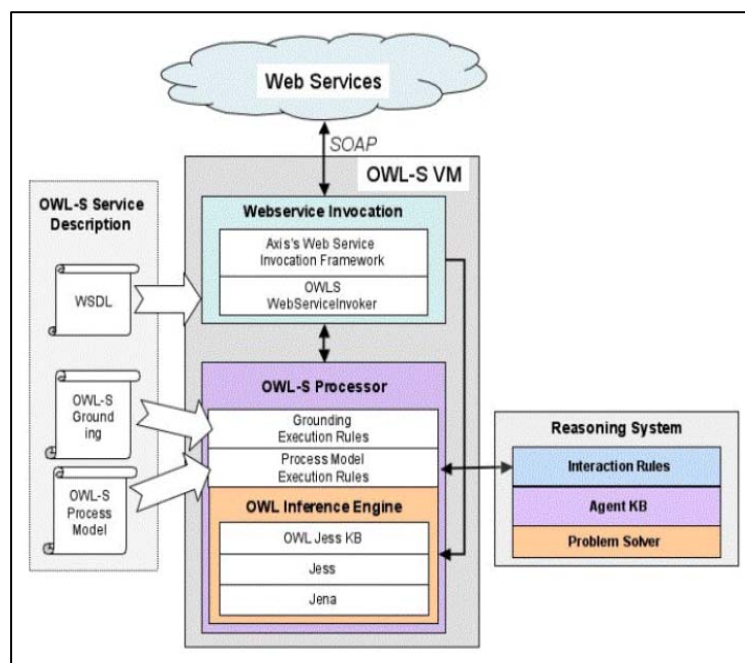 Web Services
SOAP
OWL-S VM
OWL-S Service
Description
WSDL
OWL-S
Ground
ing
OWL-S
Process
Model
Webservice Invocation
Axis's Web Service
Invocation Framework
OWLS
WebServiceInvoker
OWL-S Processor
Grounding
Execution Rules
Process Model
Execution Rules
OWL Inference Engine
OWL Jess KB
Jess
Jena
Reasoning System
Interaction Rules
Agent KB
Problem Solver